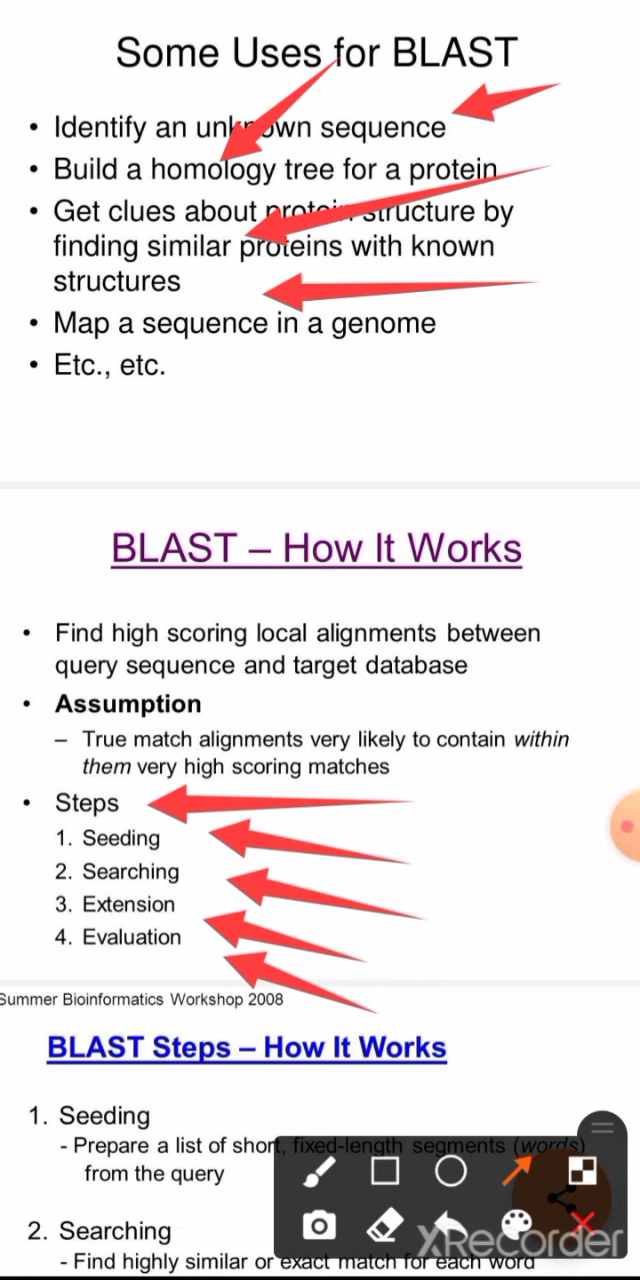 Some Uses for BLAST
• Identify an unknown sequence
• Build a homology tree for a protein
• Get clues about protein structure by
finding similar proteins with known
structures
• Map a sequence in a genome
• Etc., etc.
BLAST – How It Works
• Find high scoring local alignments between
query sequence and target database
• Assumption
– True match alignments very likely to contain within
them very high scoring matches
• Steps
1. Seeding
2. Searching
3. Extension
4. Evaluation
Summer Bioinformatics Workshop 2008
BLAST Steps – How It Works
1. Seeding
- Prepare a list of short, fixed-length segments (words)
from the query
2. Searching
- Find highly similar or exact match for each word
XRecorder